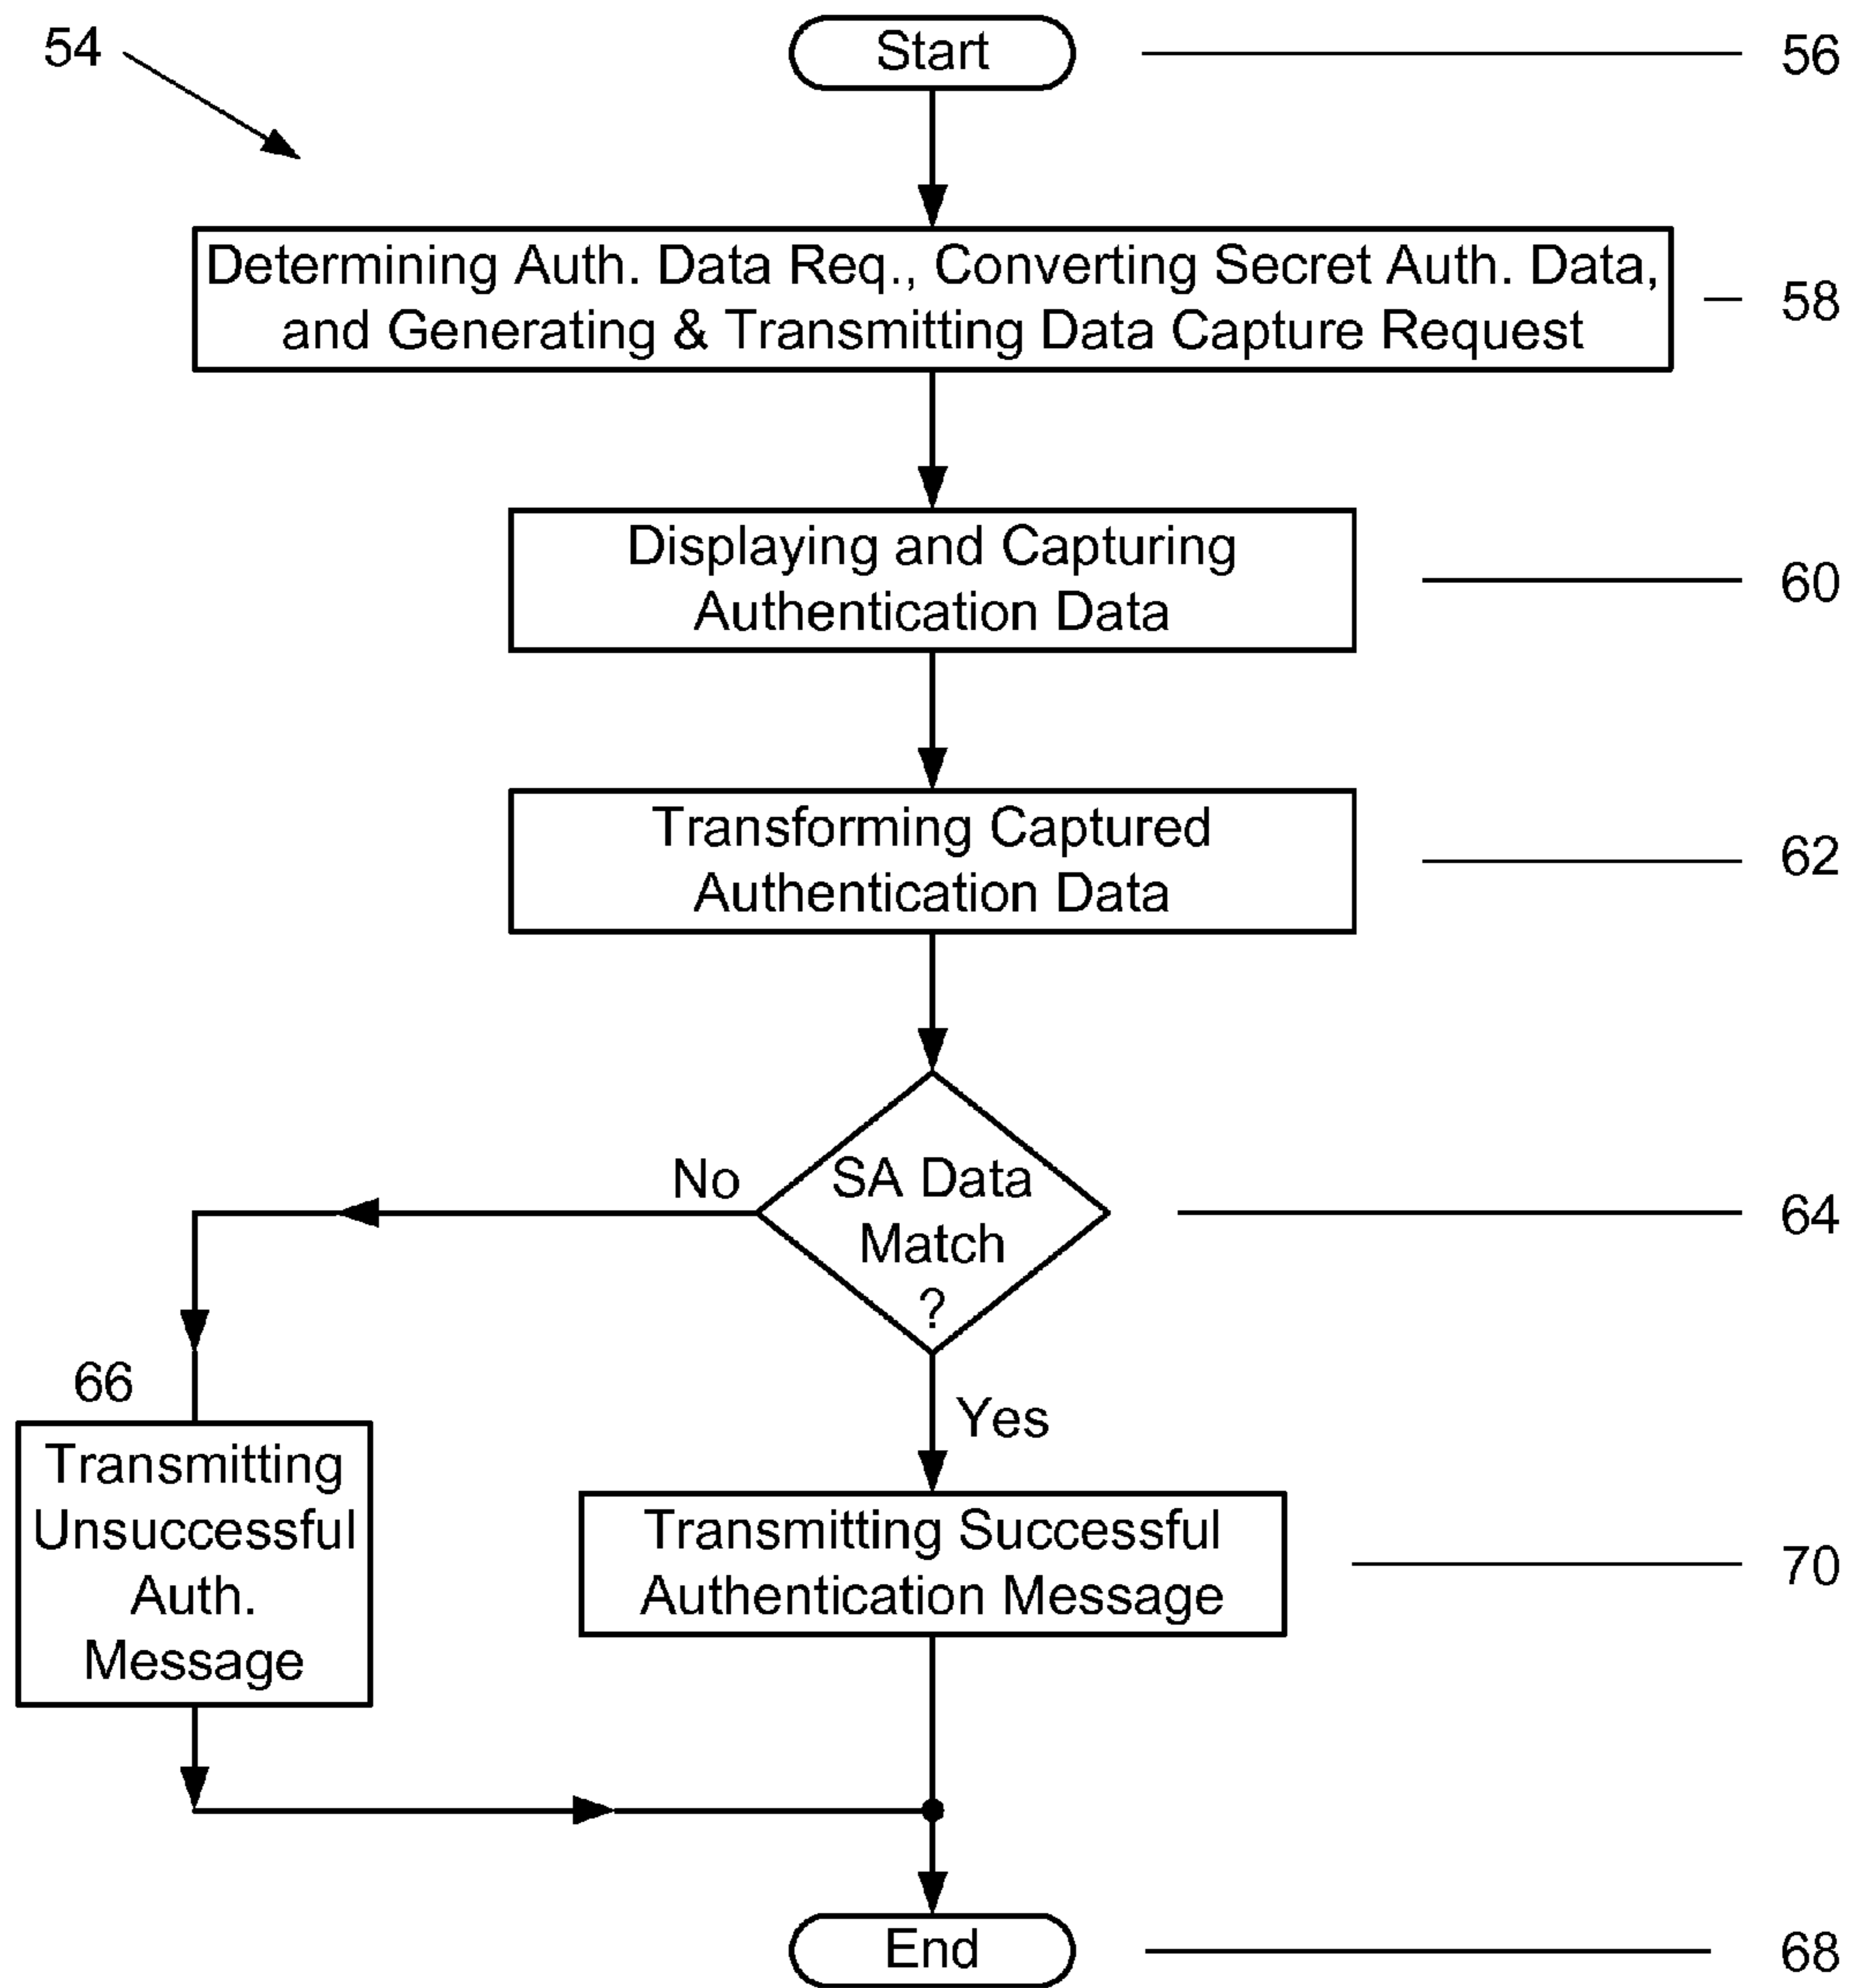 54
Start
56
Determining Auth. Data Req., Converting Secret Auth. Data,
and Generating & Transmitting Data Capture Request
58
Displaying and Capturing
Authentication Data
60
Transforming Captured
Authentication Data
62
No
SA Data
Match
?
64
66
Yes
Transmitting
Unsuccessful
Auth.
Message
Transmitting Successful
Authentication Message
70
End
68